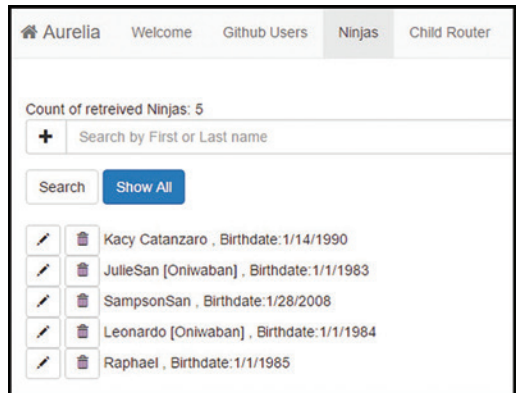 Aurelia Welcome Github Users Ninjas Child Router
Count of retreived Ninjas: 5
Search by First or Last name
Search Show All
Kacy Catanzaro , Birthdate:1/14/1990
JulieSan [Oniwaban] , Birthdate:1/1/1983
SampsonSan , Birthdate:1/28/2008
Leonardo [Oniwaban] , Birthdate:1/1/1984
Raphael , Birthdate:1/1/1985